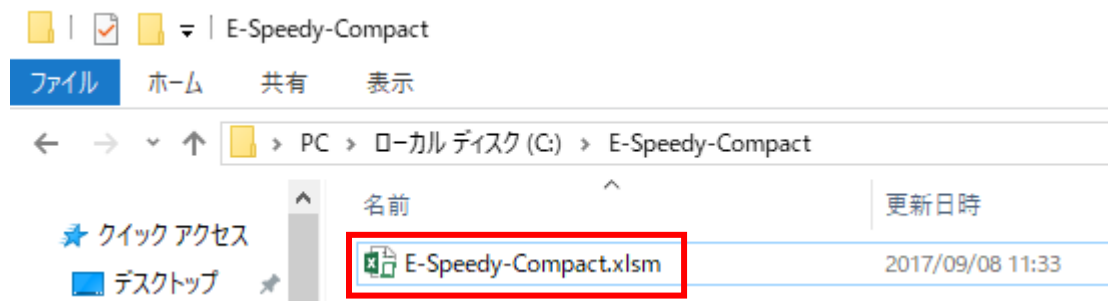 E-Speedy-Compact
ファイル ホーム 共有 表示
PC > ローカル ディスク (C:) > E-Speedy-Compact
名前 更新日時
クイック アクセス
E-Speedy-Compact.xlsm 2017/09/08 11:33
デスクトップ